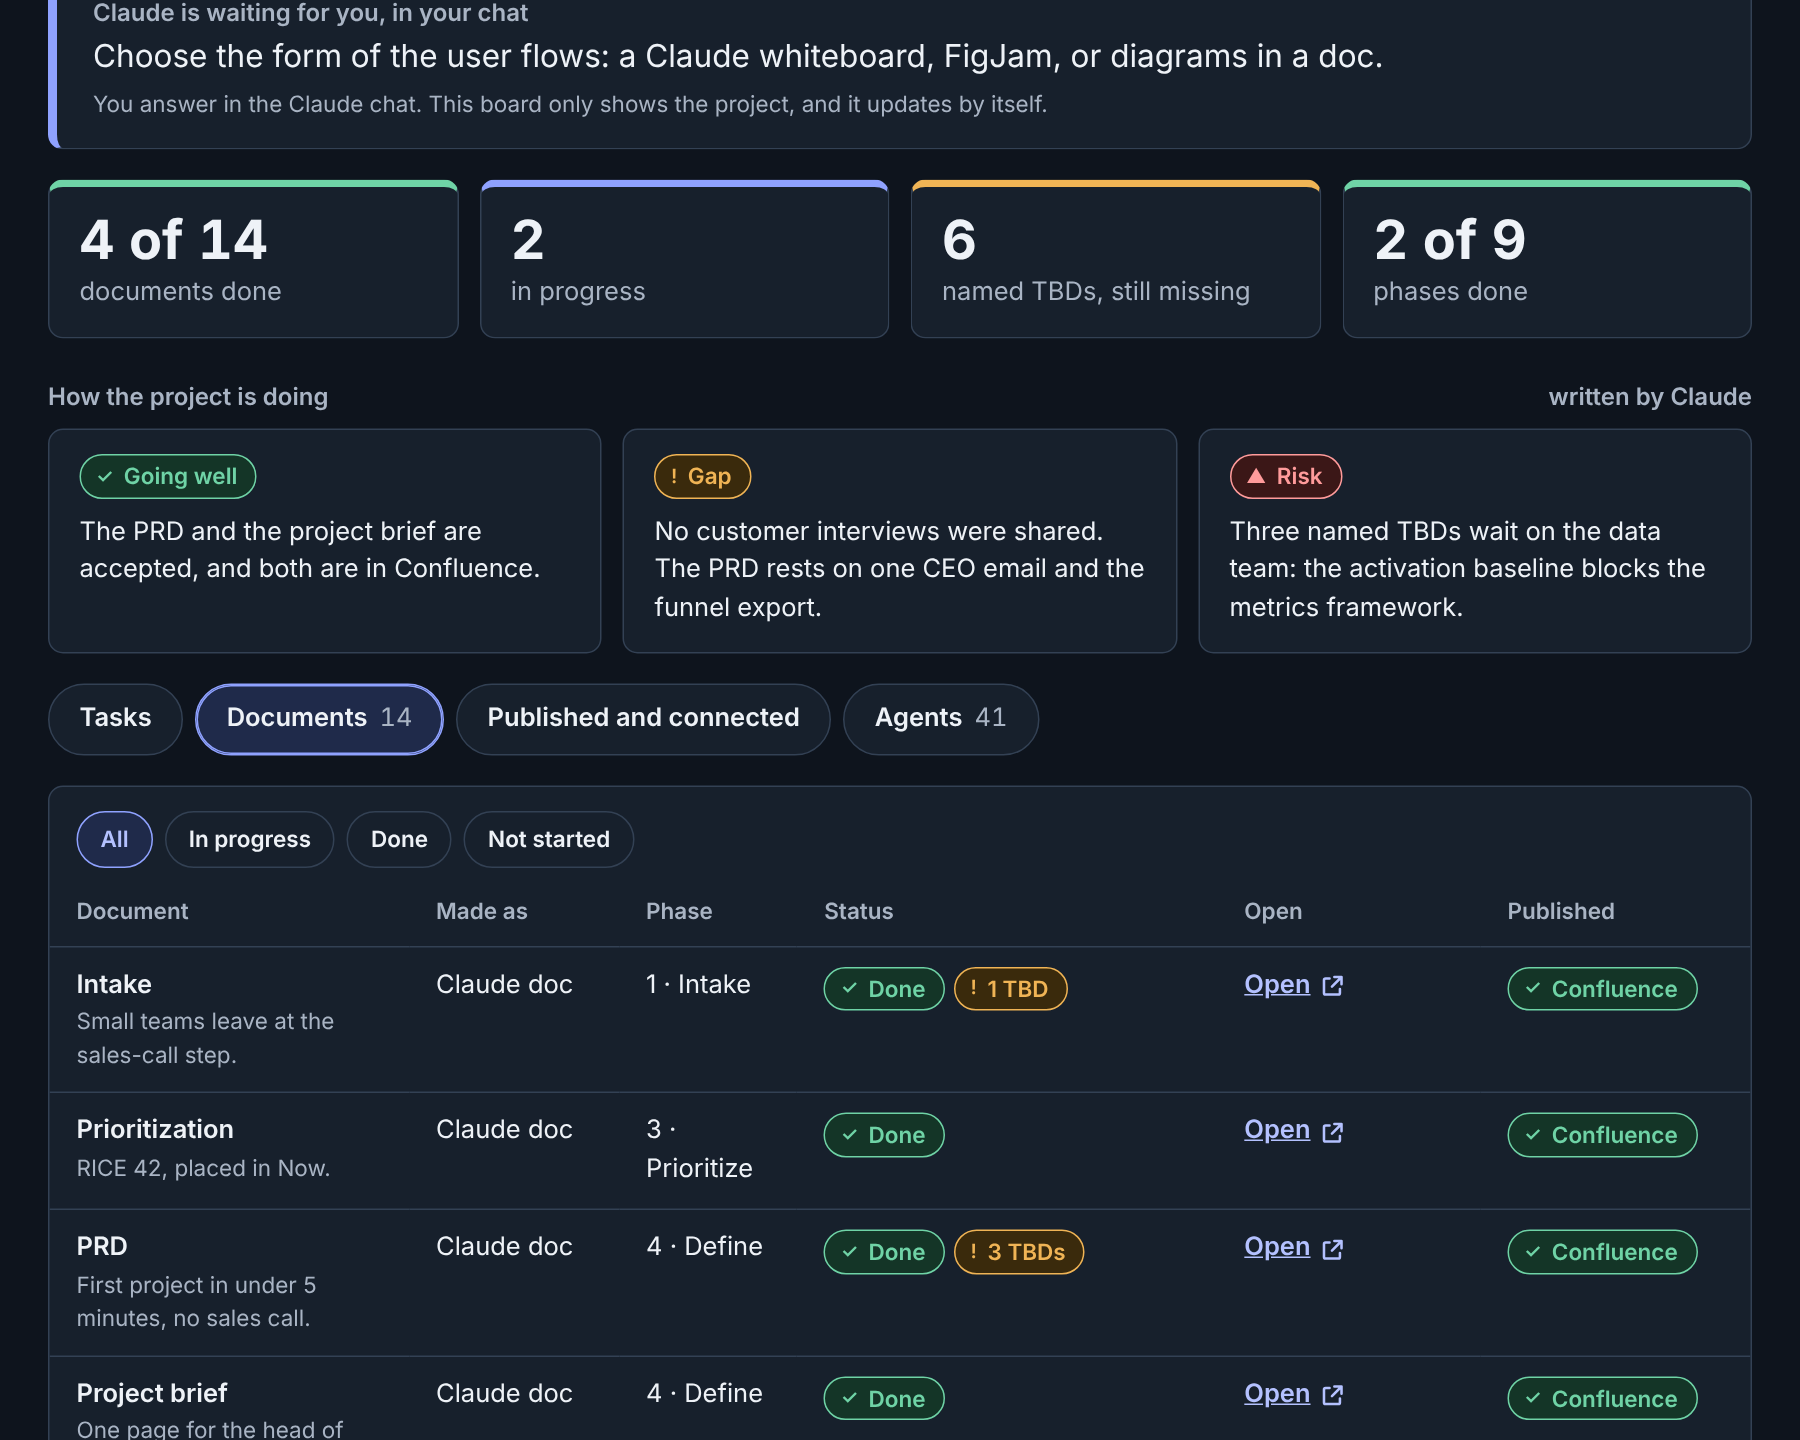 Claude is waiting for you, in your chat
Choose the form of the user flows: a Claude whiteboard, FigJam, or diagrams in a doc.
You answer in the Claude chat. This board only shows the project, and it updates by itself.
4 of 14
documents done
2
in progress
6
named TBDs, still missing
2 of 9
phases done
How the project is doing
written by Claude
Going well
The PRD and the project brief are
accepted, and both are in Confluence.
! Gap
No customer interviews were shared.
The PRD rests on one CEO email and the
funnel export.
Risk
Three named TBDs wait on the data
team: the activation baseline blocks the
metrics framework.
Tasks
Documents 14
Published and connected
Agents 41
All
In progress
Done
Not started
Document
Made as
Phase
Status
Open
Published
Intake
Small teams leave at the
sales-call step.
Claude doc
1 · Intake
Done
! 1 TBD
Open
Confluence
Prioritization
RICE 42, placed in Now.
Claude doc
3 ·
Prioritize
Done
Open
Confluence
PRD
First project in under 5
minutes, no sales call.
Claude doc
4 · Define
Done
! 3 TBDs
Open
Confluence
Project brief
One page for the head of
Claude doc
4 · Define
Done
Open
Confluence